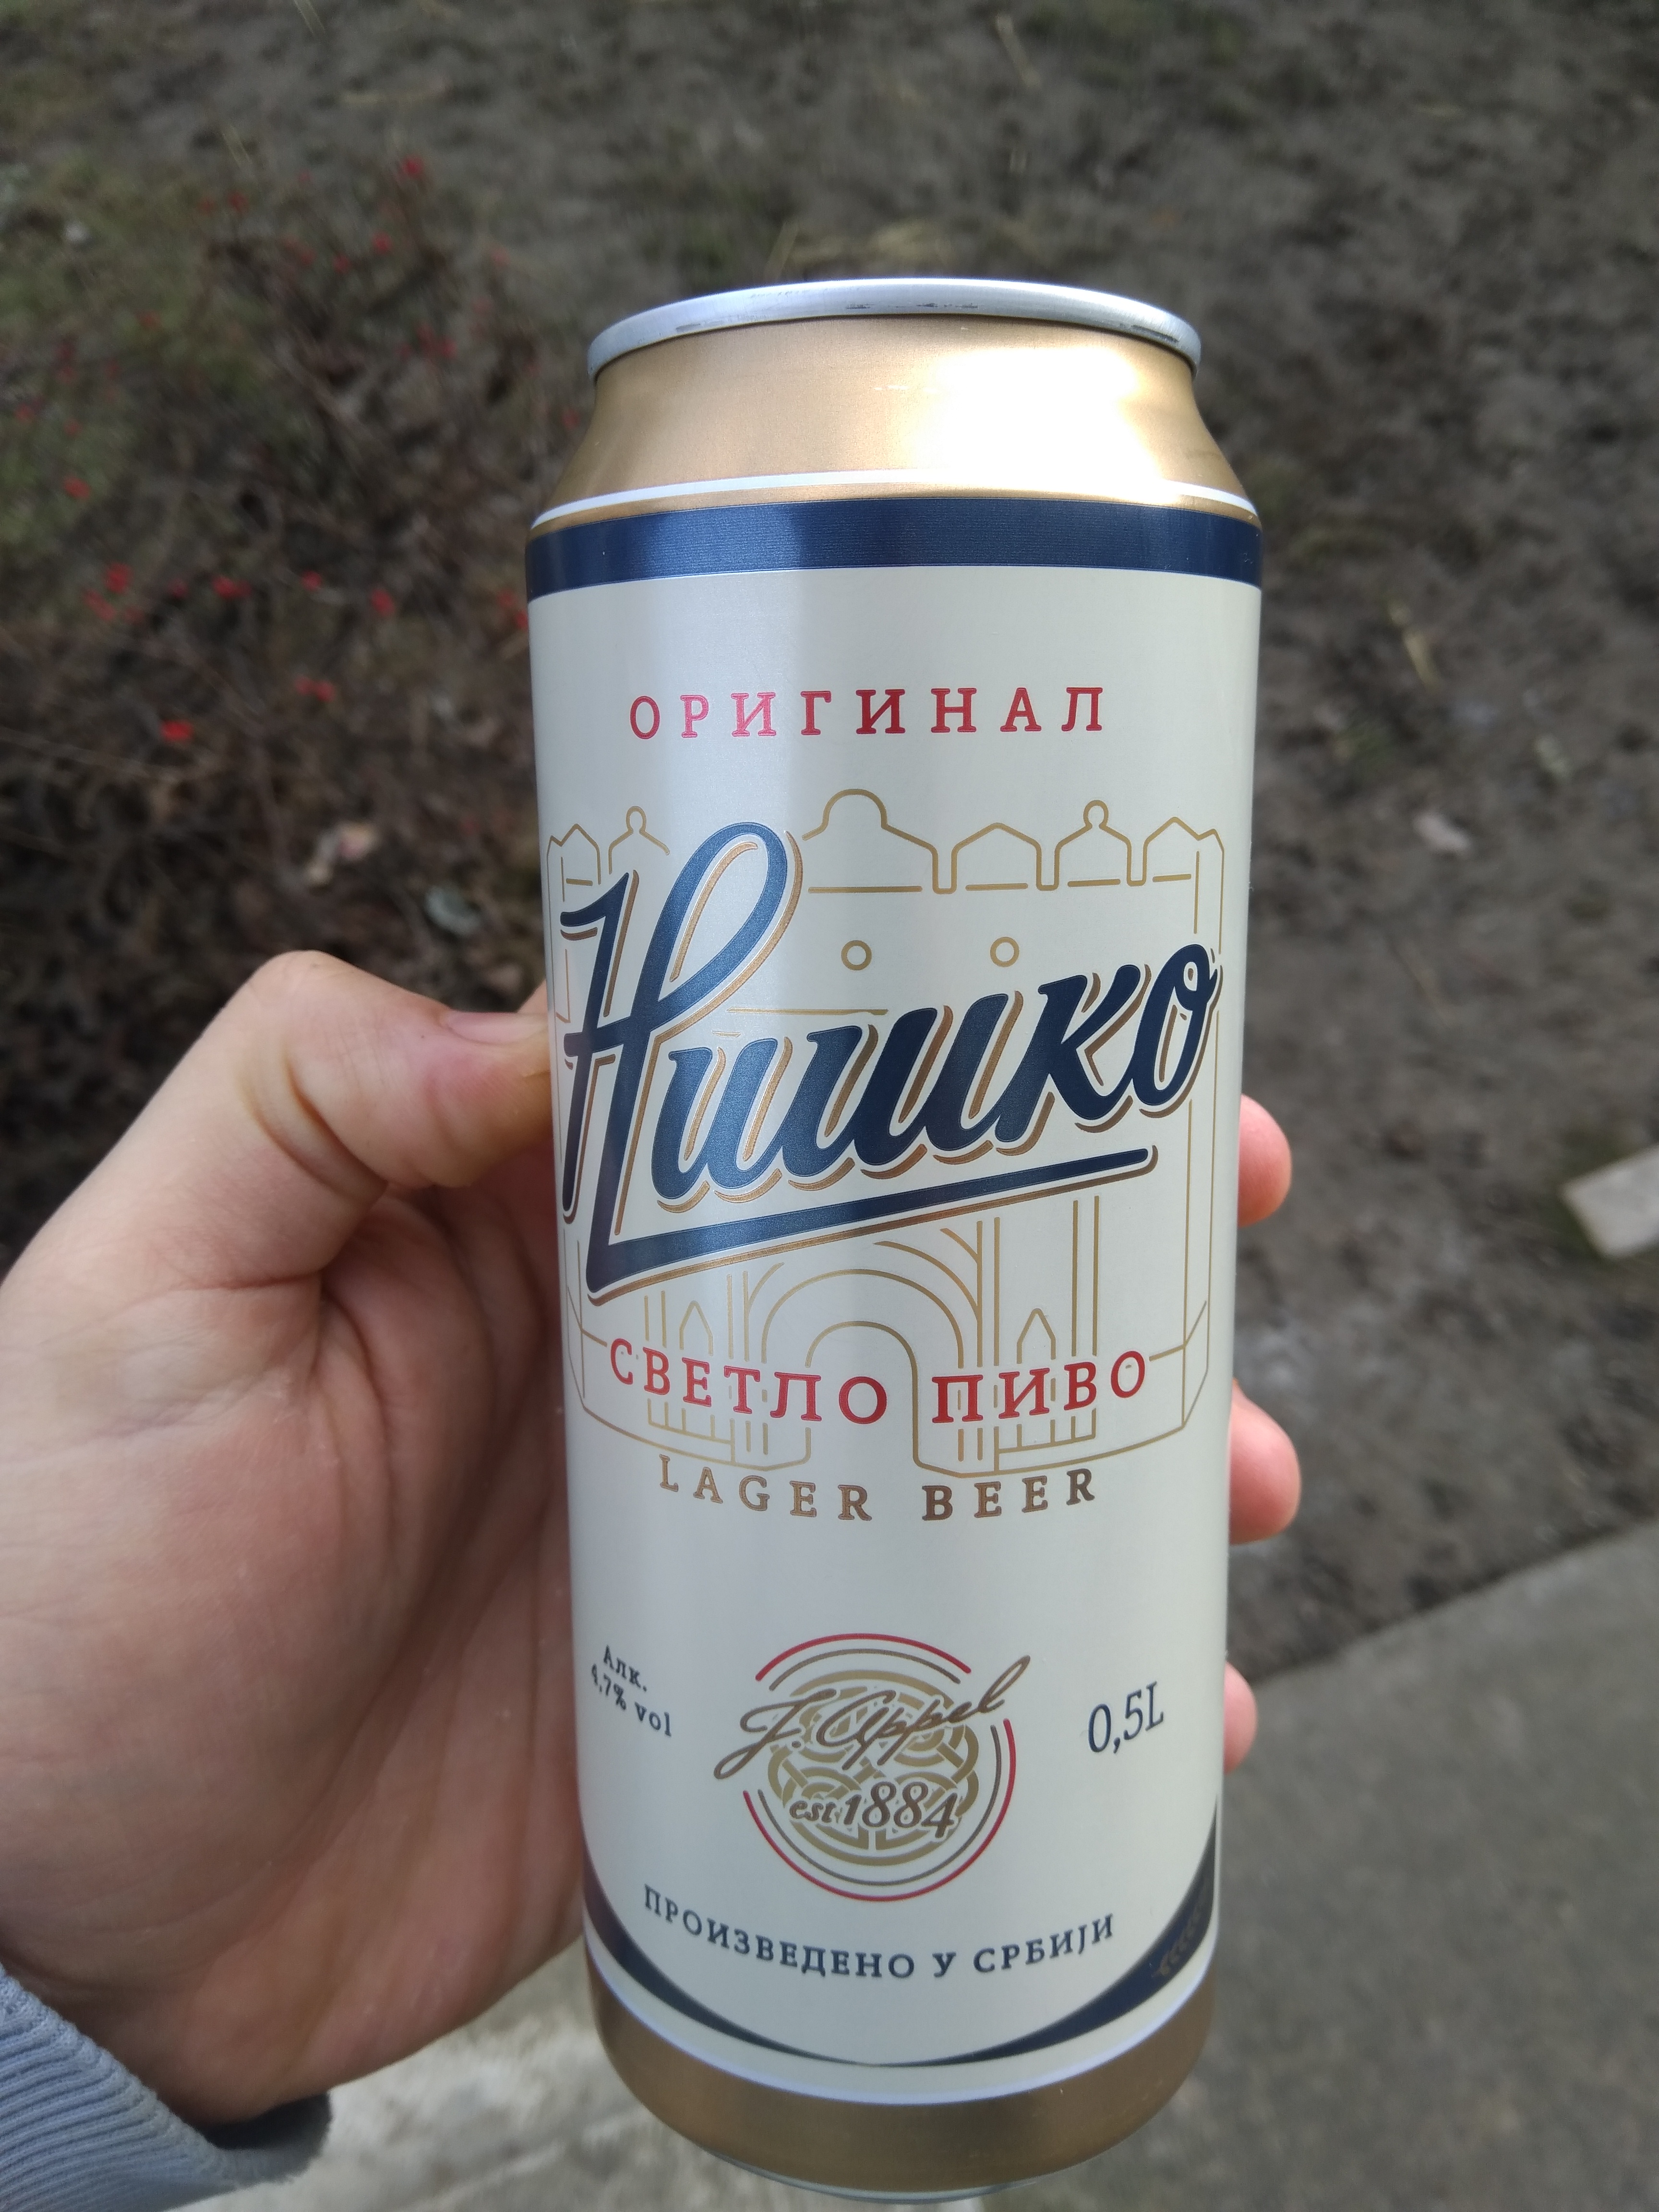 ОРИГИНАЛ
Нишко
СВЕТЛО ПИВО
LAGER BEER
Алк.
4,7% vol
J. Appel
est. 1884
0,5L
ПРОИЗВЕДЕНО У СРБИЈИ